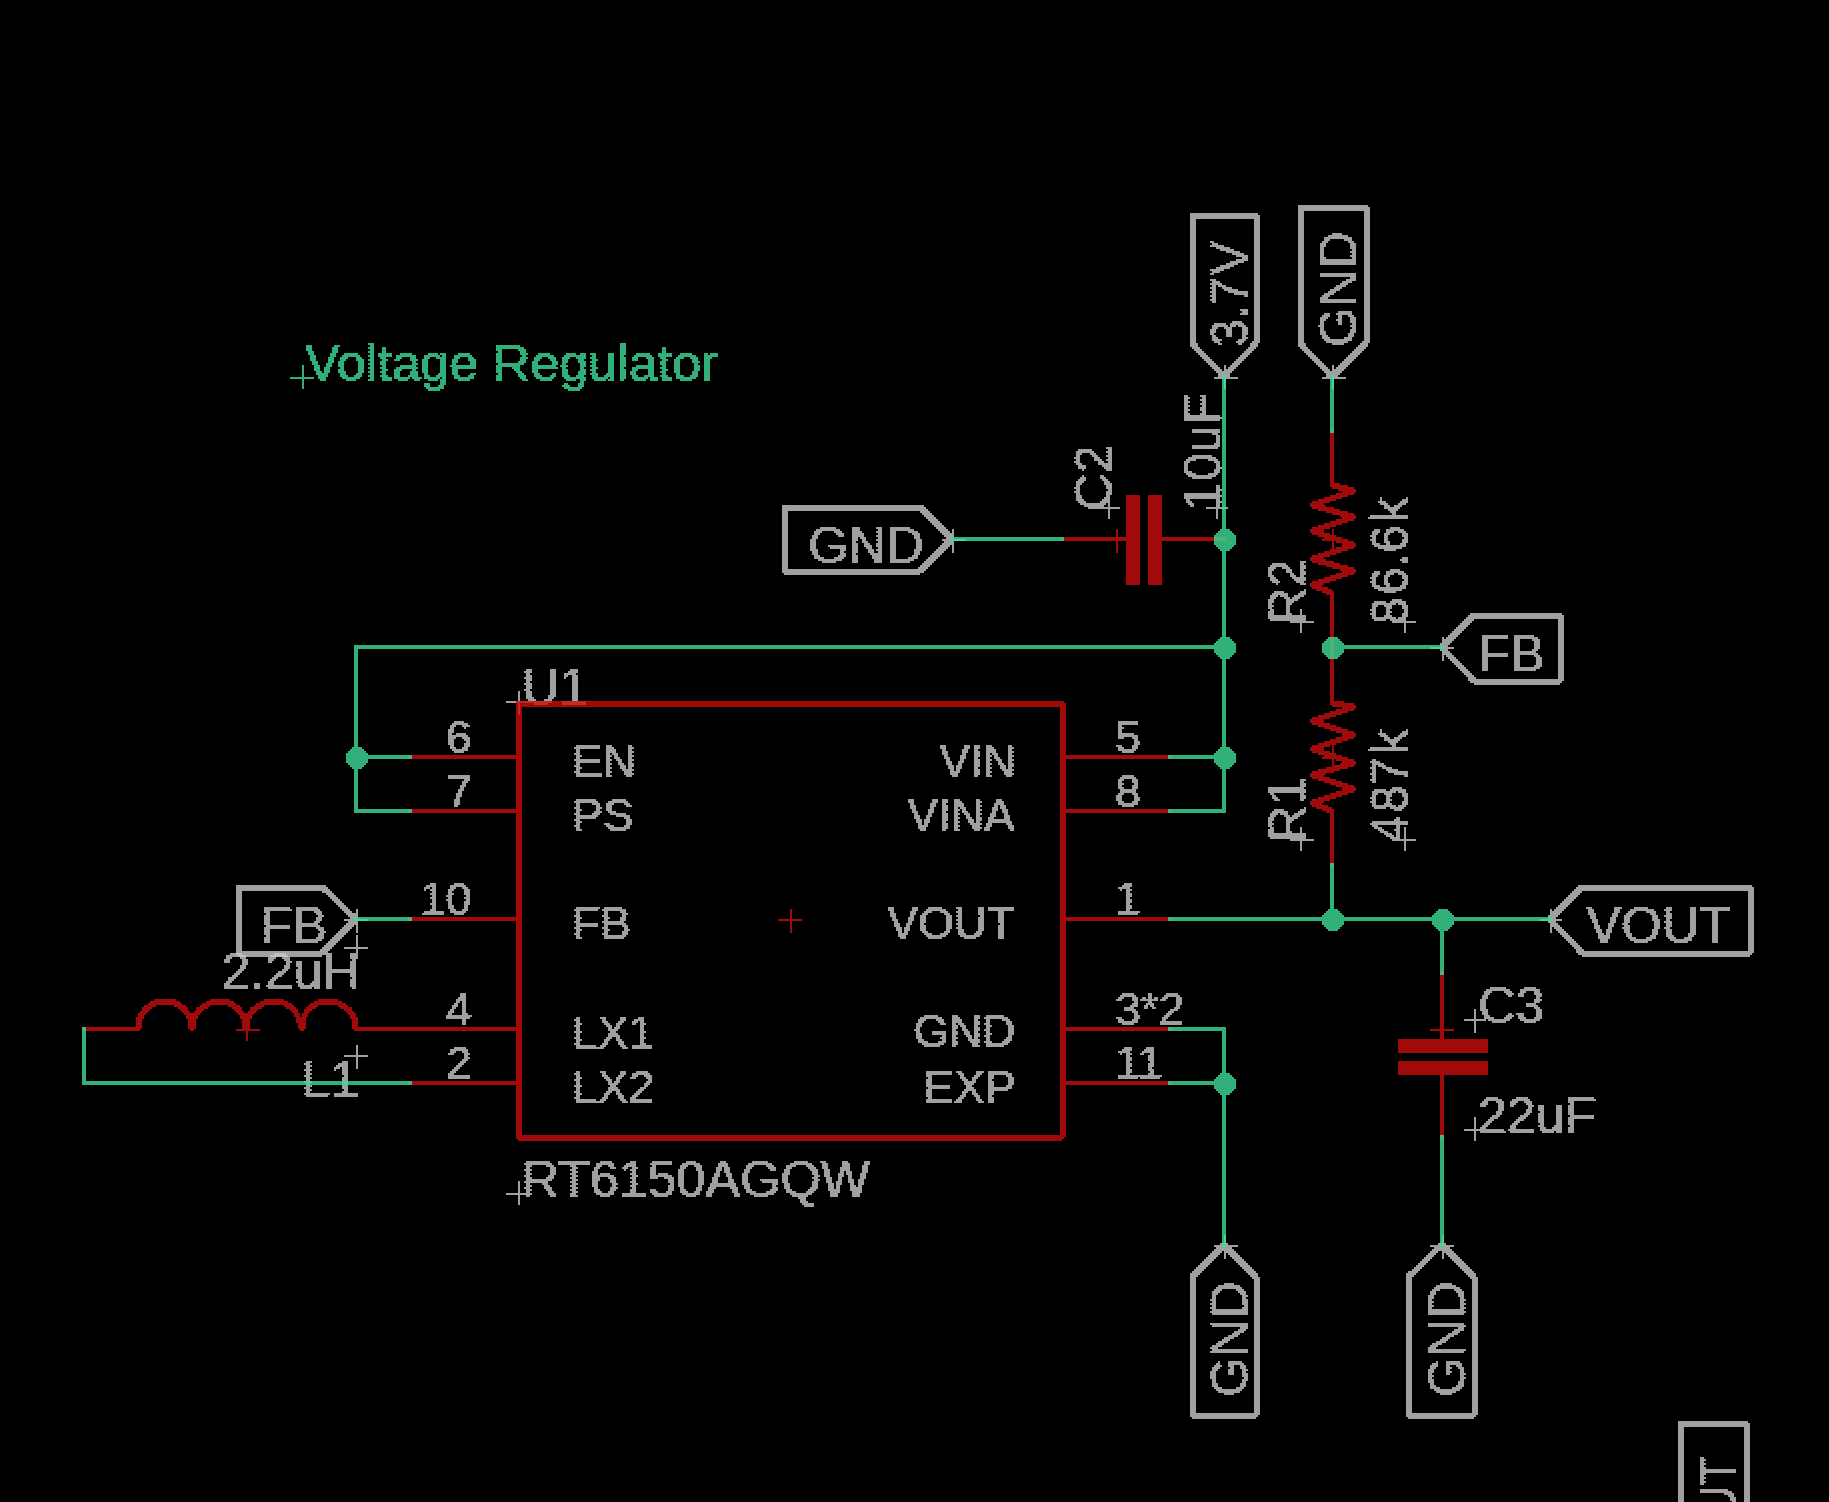 3.7V
GND
Voltage Regulator
C2
10uF
GND
R2
86.6k
FB
U1
6
EN
VIN
5
7
PS
VINA
8
R1
487k
FB
10
FB
VOUT
1
VOUT
2.2uH
4
LX1
GND
3*2
C3
L1
2
LX2
EXP
11
22uF
RT6150AGQW
GND
GND